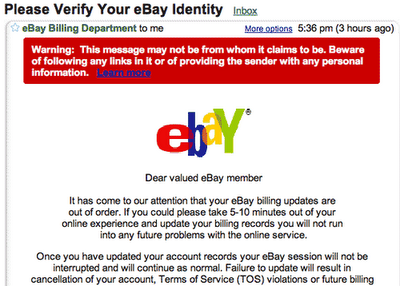 Please Verify Your eBay Identity Inbox
eBay Billing Department to me More options 5:36 pm (3 hours ago)
Warning: This message may not be from whom it claims to be. Beware
of following any links in it or of providing the sender with any personal
information. Learn more
ebaY®
Dear valued eBay member
It has come to our attention that your eBay billing updates are
out of order. If you could please take 5-10 minutes out of your
online experience and update your billing records you will not run
into any future problems with the online service.
Once you have updated your account records your eBay session will not be
interrupted and will continue as normal. Failure to update will result in
cancellation of your account, Terms of Service (TOS) violations or future billing